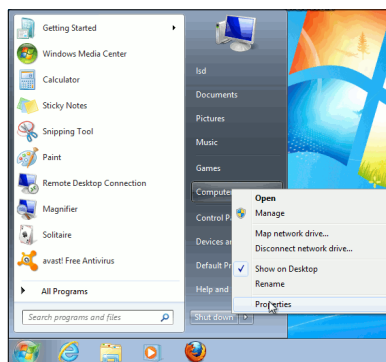 Getting Started
Windows Media Center
Calculator
Sticky Notes
Snipping Tool
Paint
Remote Desktop Connection
Magnifier
Solitaire
avast! Free Antivirus
All Programs
Search programs and files
lsd
Documents
Pictures
Music
Games
Compute
Control P
Devices a
Default Pr
Help and
Shut down
Open
Manage
Map network drive...
Disconnect network drive...
Show on Desktop
Rename
Properties